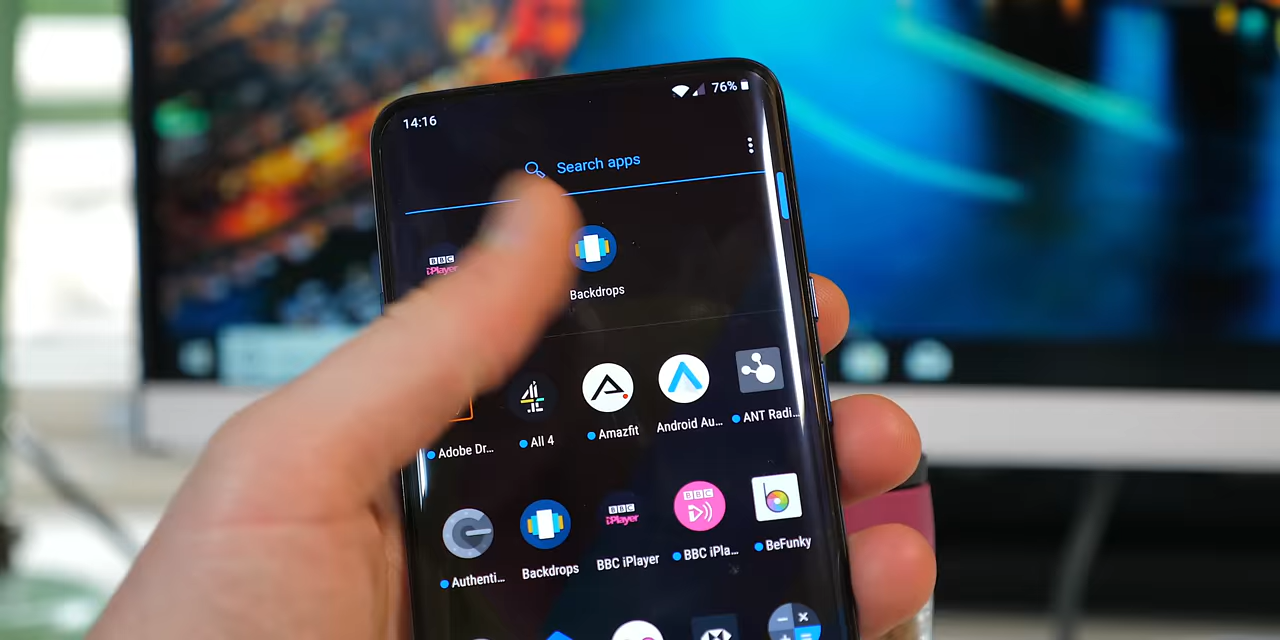 14:16
76%
Search apps
BBC
iPlayer
Backdrops
Adobe Dr...
All 4
Amazfit
Android Au...
ANT Radi...
BBC
iPlayer
BBC
Authenti...
Backdrops
BBC iPlayer
BBC iPla...
BeFunky